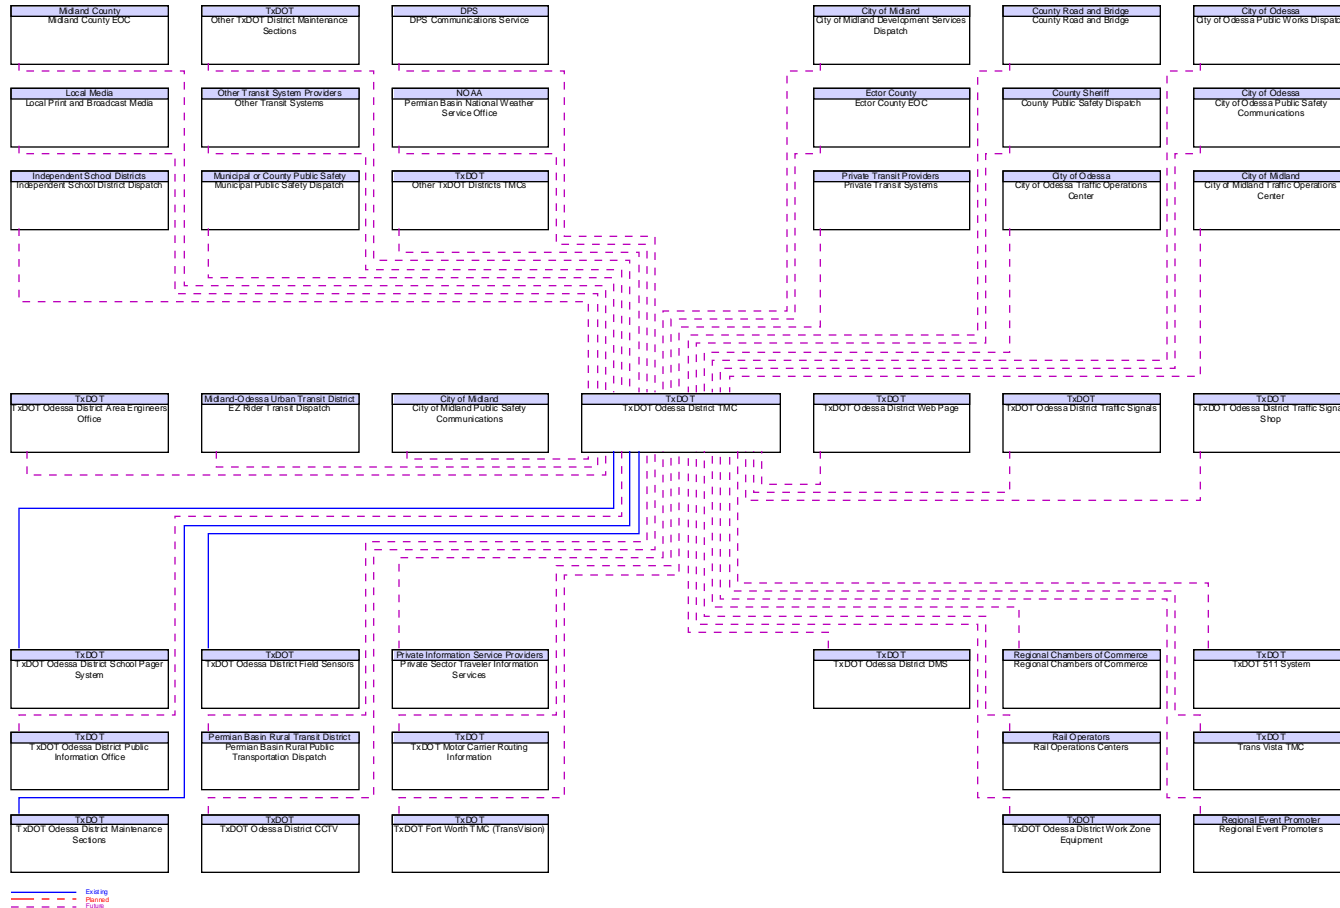 Midland County
Midland County EOC
TxDOT
Other TxDOT District Maintenance
Sections
DPS
DPS Communications Service
City of Midland
City of Midland Development Services
Dispatch
County Road and Bridge
County Road and Bridge
City of Odessa
City of Odessa Public Works Dispatc
Local Media
Local Print and Broadcast Media
Other Transit System Providers
Other Transit Systems
NOAA
Permian Basin National Weather
Service Office
Ector County
Ector County EOC
County Sheriff
County Public Safety Dispatch
City of Odessa
City of Odessa Public Safety
Communications
Independent School Districts
Independent School District Dispatch
Municipal or County Public Safety
Municipal Public Safety Dispatch
TxDOT
Other TxDOT Districts TMCs
Private Transit Providers
Private Transit Systems
City of Odessa
City of Odessa Traffic Operations
Center
City of Midland
City of Midland Traffic Operations
Center
TxDOT
TxDOT Odessa District Area Engineers
Office
Midland-Odessa Urban Transit District
EZ Rider Transit Dispatch
City of Midland
City of Midland Public Safety
Communications
TxDOT
TxDOT Odessa District TMC
TxDOT
TxDOT Odessa District Web Page
TxDOT
TxDOT Odessa District Traffic Signals
TxDOT
TxDOT Odessa District Traffic Signa
Shop
TxDOT
TxDOT Odessa District School Pager
System
TxDOT
TxDOT Odessa District Field Sensors
Private Information Service Providers
Private Sector Traveler Information
Services
TxDOT
TxDOT Odessa District DMS
Regional Chambers of Commerce
Regional Chambers of Commerce
TxDOT
TxDOT 511 System
TxDOT
TxDOT Odessa District Public
Information Office
Permian Basin Rural Transit District
Permian Basin Rural Public
Transportation Dispatch
TxDOT
TxDOT Motor Carrier Routing
Information
Rail Operators
Rail Operations Centers
TxDOT
Trans Vista TMC
TxDOT
TxDOT Odessa District Maintenance
Sections
TxDOT
TxDOT Odessa District CCTV
TxDOT
TxDOT Fort Worth TMC (TransVision)
TxDOT
TxDOT Odessa District Work Zone
Equipment
Regional Event Promoter
Regional Event Promoters
Existing
Planned
Future